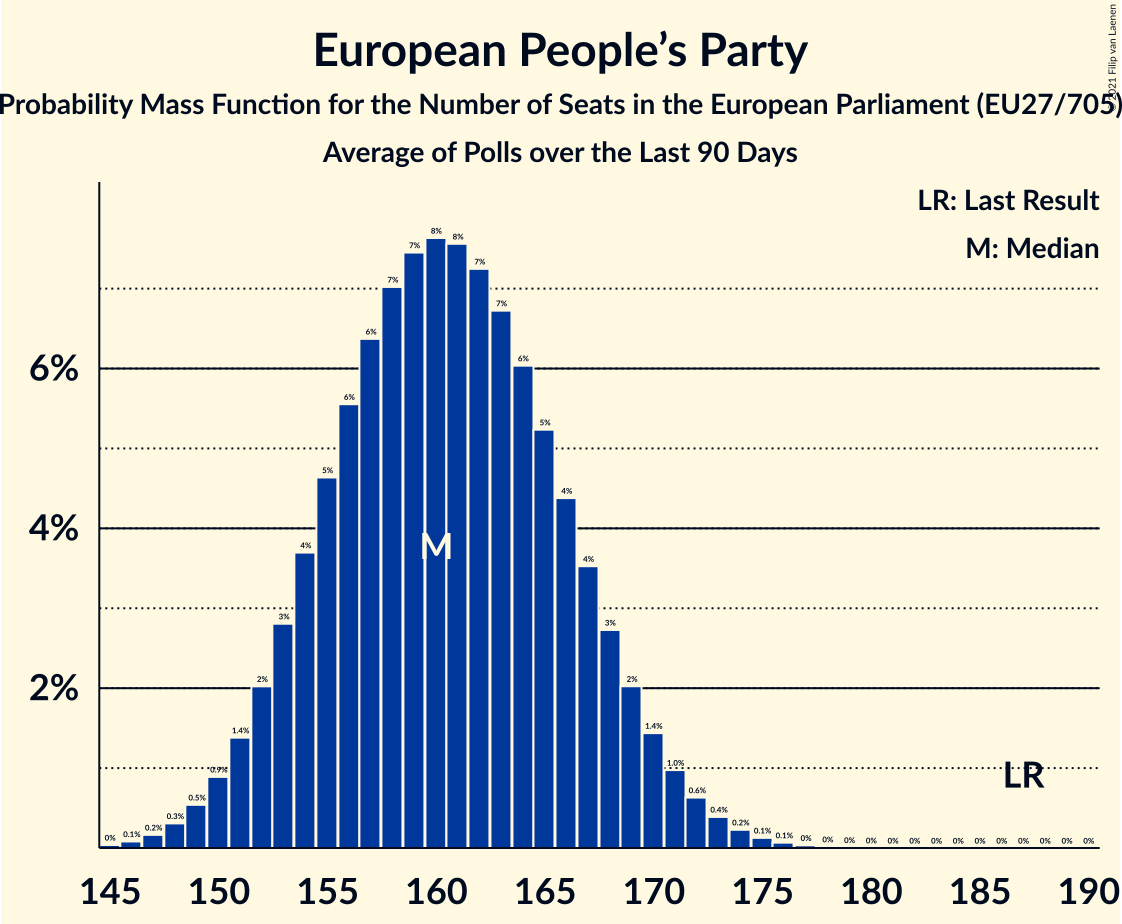 European People’s Party
Probability Mass Function for the Number of Seats in the European Parliament (EU27/705)
Average of Polls over the Last 90 Days
LR: Last Result
M: Median
0% 0.1% 0.2% 0.3% 0.5% 0.9% 1.4% 2% 3% 4% 5% 6% 6% 7% 7% 8% 8% 7% 7% 6% 5% 4% 4% 3% 2% 1.4% 1.0% 0.6% 0.4% 0.2% 0.1% 0.1% 0% 0% 0% 0% 0% 0% 0% 0% 0% 0% 0% 0% 0% 0%
6%
4%
2%
M
LR
145 150 155 160 165 170 175 180 185 190
2021 Filip van Laenen